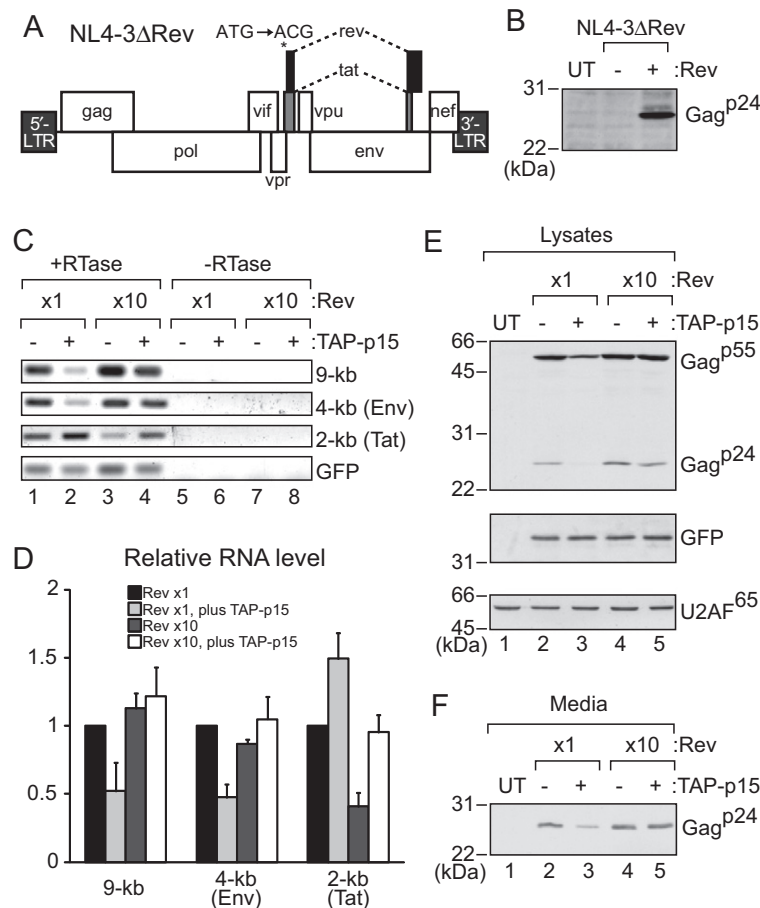 A
NL4-3ΔRev
ATG→ACG
*
rev
tat
5′-
LTR
gag
vif
vpu
nef
3′-
LTR
pol
env
vpr
B
NL4-3ΔRev
UT - + :Rev
31
22
(kDa)
Gagp24
C
+RTase -RTase
x1 x10 x1 x10 :Rev
- + - + - + - + :TAP-p15
9-kb
4-kb (Env)
2-kb (Tat)
GFP
1 2 3 4 5 6 7 8
D
Relative RNA level
Rev x1
Rev x1, plus TAP-p15
Rev x10
Rev x10, plus TAP-p15
2
1.5
1
0.5
0
9-kb
4-kb
(Env)
2-kb
(Tat)
E
Lysates
x1 x10 :Rev
UT - + - + :TAP-p15
66
45
31
22
Gagp55
Gagp24
31
GFP
66
45
U2AF65
(kDa) 1 2 3 4 5
F
Media
x1 x10 :Rev
UT - + - + :TAP-p15
31
22
Gagp24
(kDa) 1 2 3 4 5